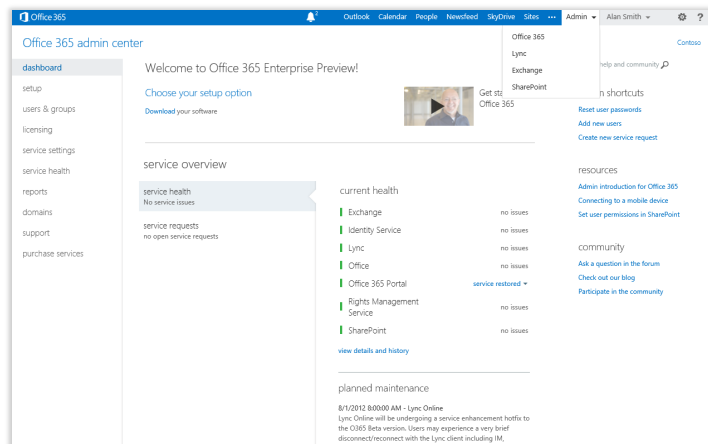 Office 365
2
Outlook Calendar People Newsfeed SkyDrive Sites ••• Admin Alan Smith ?
Office 365 admin center
Contoso
Office 365
Lync
Exchange
SharePoint
dashboard
setup
users & groups
licensing
service settings
service health
reports
domains
support
purchase services
Welcome to Office 365 Enterprise Preview!
Choose your setup option
Download your software
Get
Office 365
service overview
service health
No service issues
service requests
no open service requests
current health
Exchange no issues
Identity Service no issues
Lync no issues
Office no issues
Office 365 Portal service restored
Rights Management
Service no issues
SharePoint no issues
view details and history
planned maintenance
8/1/2012 8:00:00 AM - Lync Online
Lync Online will be undergoing a service enhancement hotfix to
the O365 Beta version. Users may experience a very brief
disconnect/reconnect with the Lync client including IM,
help and community
shortcuts
Reset user passwords
Add new users
Create new service request
resources
Admin introduction for Office 365
Connecting to a mobile device
Set user permissions in SharePoint
community
Ask a question in the forum
Check out our blog
Participate in the community